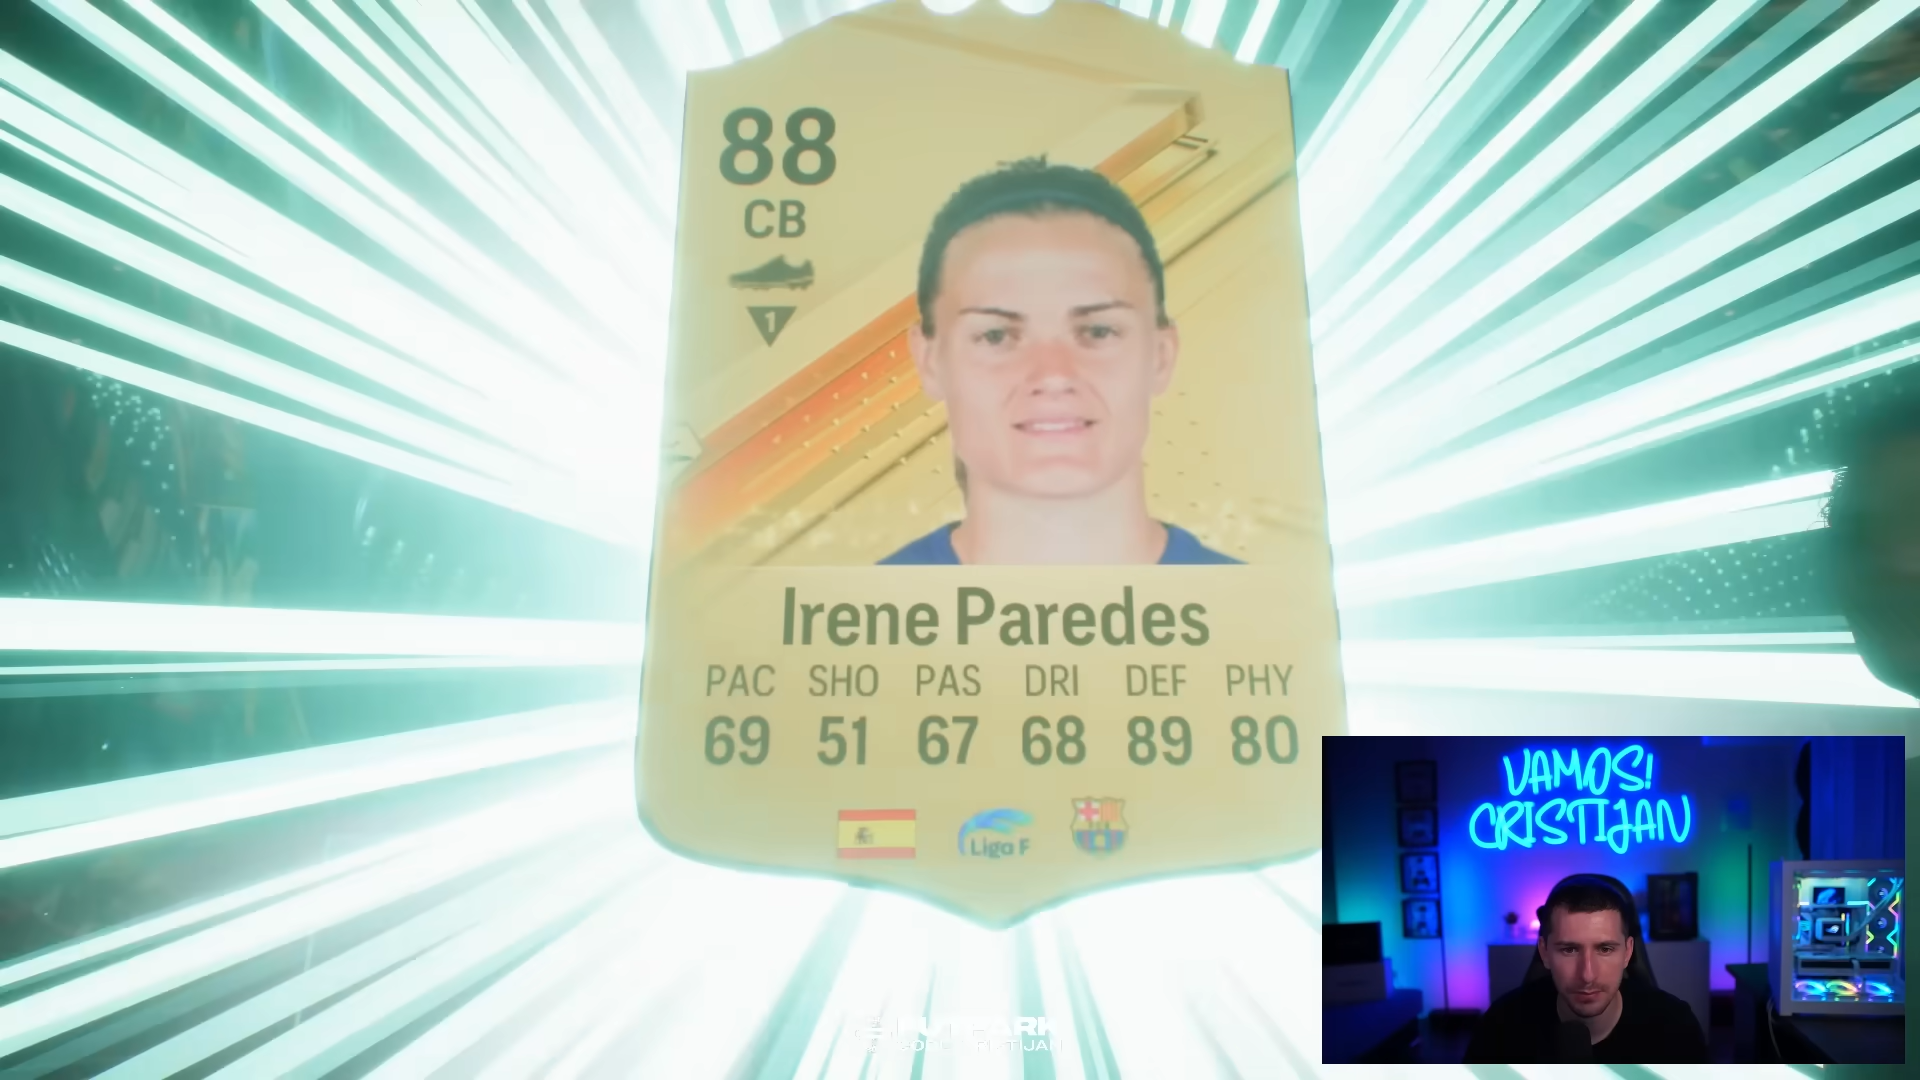 88
CB
1
Irene Paredes
PAC SHO PAS DRI DEF PHY
69 51 67 68 89 80
Liga F
VAMOS!
CRISTIJAN